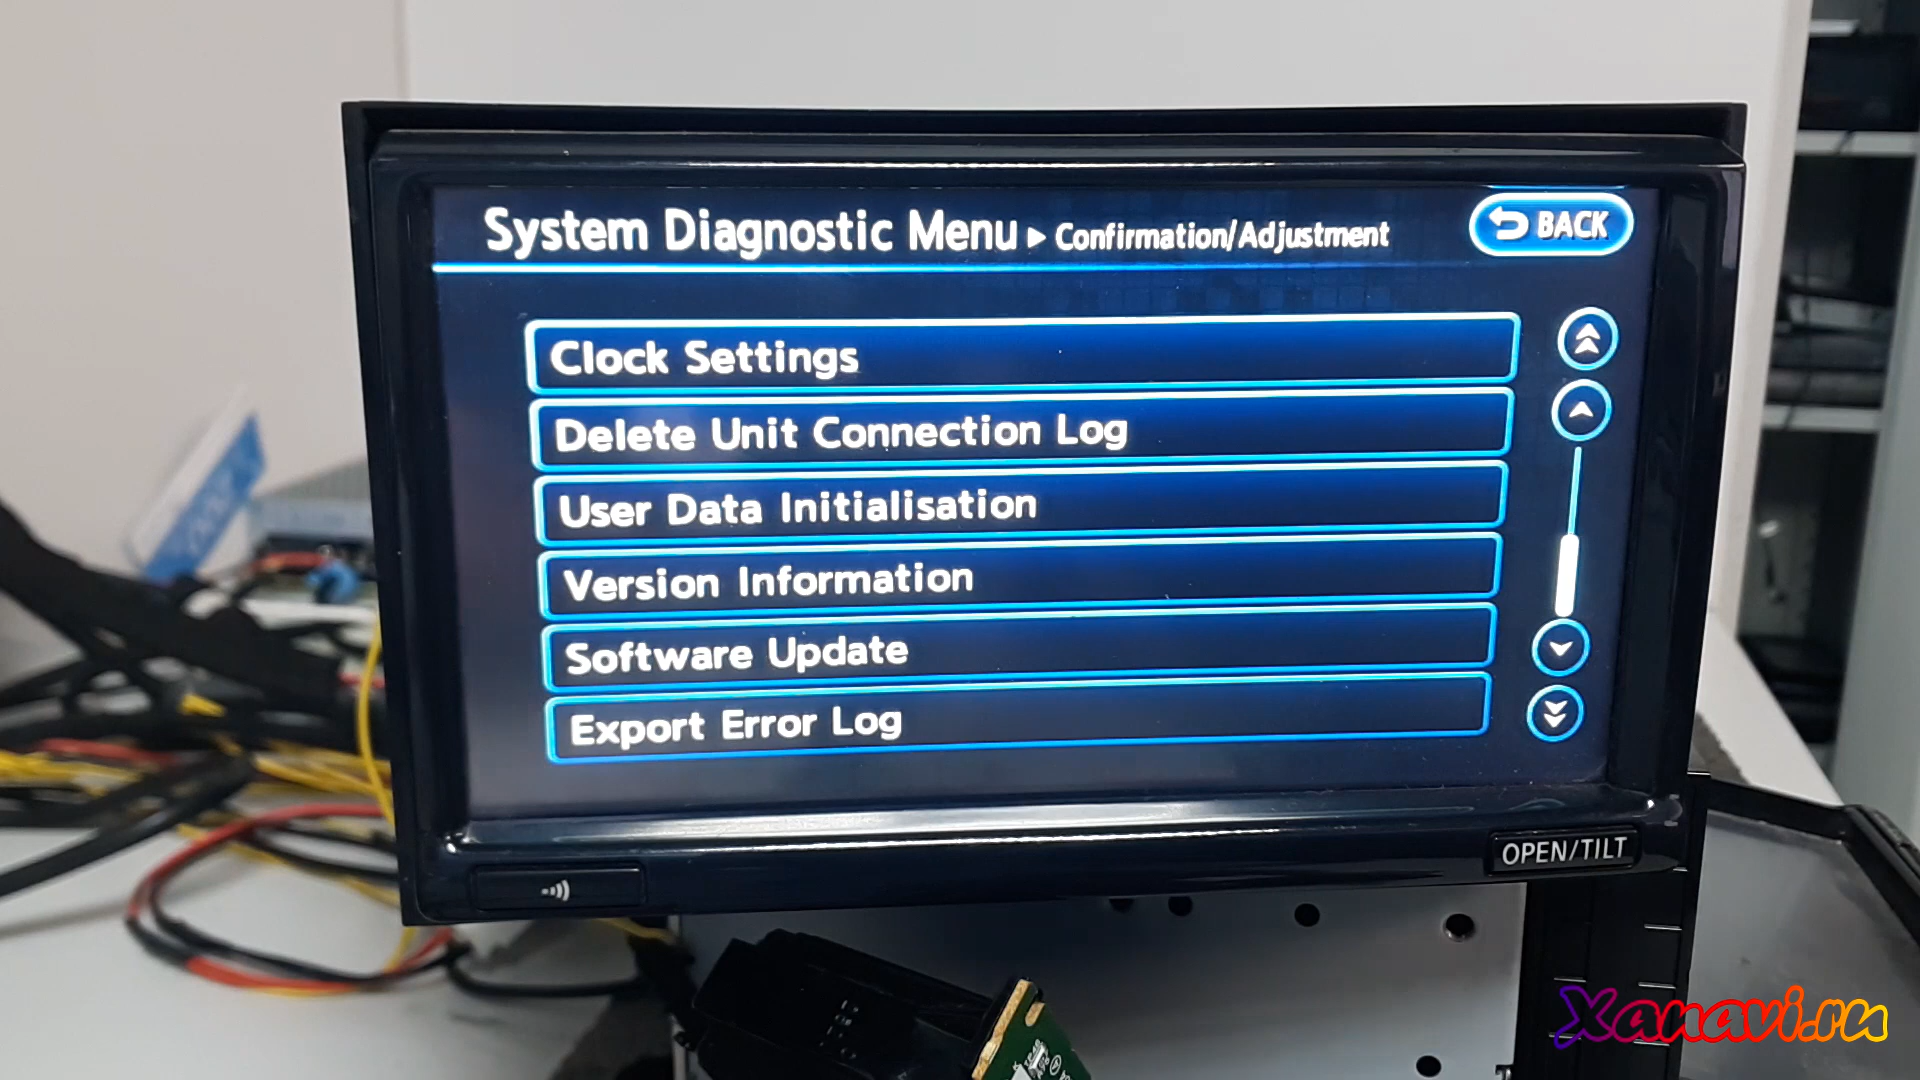 System Diagnostic Menu ▸ Confirmation/Adjustment
BACK
Clock Settings
Delete Unit Connection Log
User Data Initialisation
Version Information
Software Update
Export Error Log
OPEN/TILT
Xanavi.ru